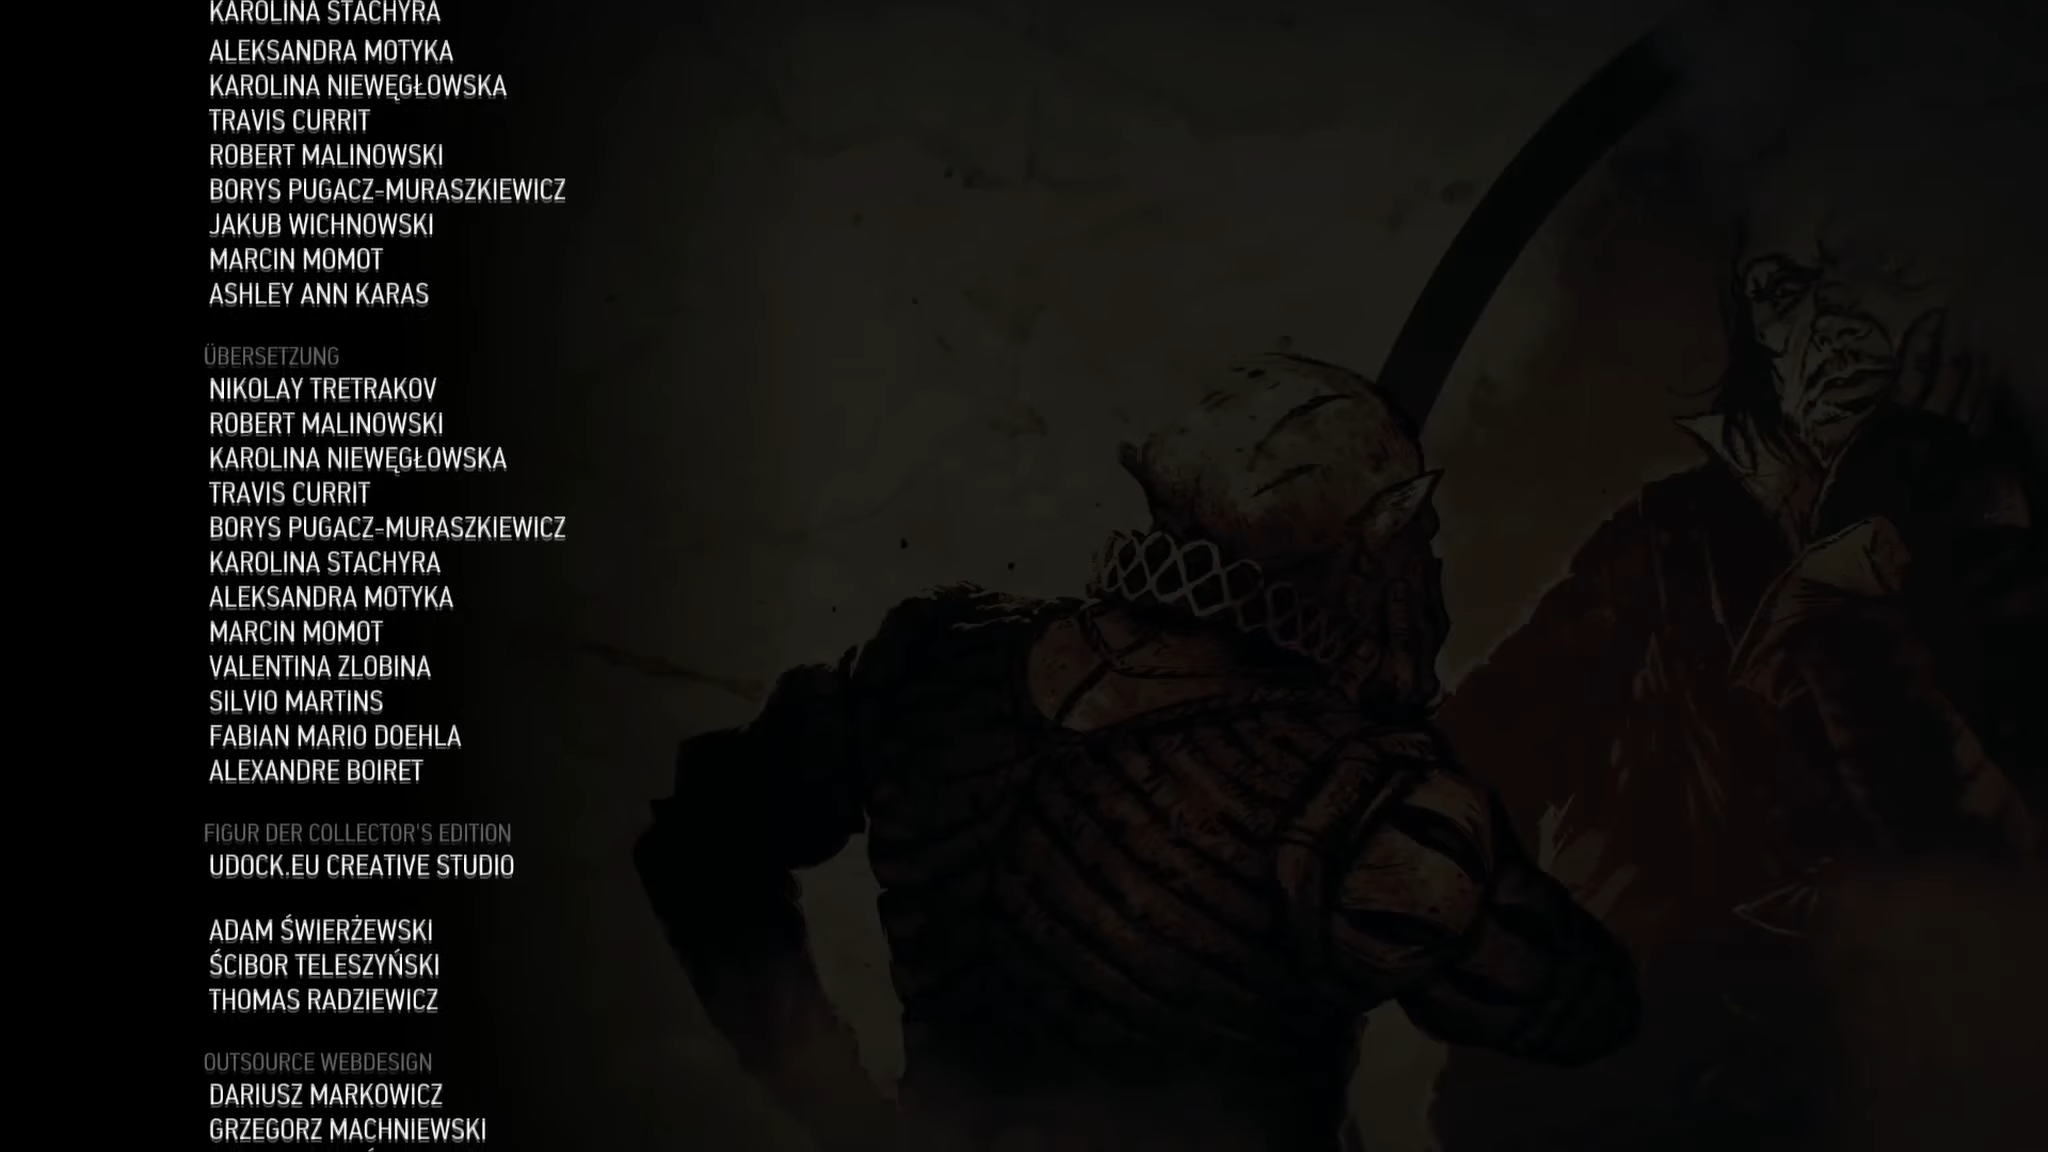 KAROLINA STACHYRA
ALEKSANDRA MOTYKA
KAROLINA NIEWĘGŁOWSKA
TRAVIS CURRIT
ROBERT MALINOWSKI
BORYS PUGACZ-MURASZKIEWICZ
JAKUB WICHNOWSKI
MARCIN MOMOT
ASHLEY ANN KARAS
ÜBERSETZUNG
NIKOLAY TRETRAKOV
ROBERT MALINOWSKI
KAROLINA NIEWĘGŁOWSKA
TRAVIS CURRIT
BORYS PUGACZ-MURASZKIEWICZ
KAROLINA STACHYRA
ALEKSANDRA MOTYKA
MARCIN MOMOT
VALENTINA ZLOBINA
SILVIO MARTINS
FABIAN MARIO DOEHLA
ALEXANDRE BOIRET
FIGUR DER COLLECTOR'S EDITION
UDOCK.EU CREATIVE STUDIO
ADAM ŚWIERŻEWSKI
ŚCIBOR TELESZYŃSKI
THOMAS RADZIEWICZ
OUTSOURCE WEBDESIGN
DARIUSZ MARKOWICZ
GRZEGORZ MACHNIEWSKI